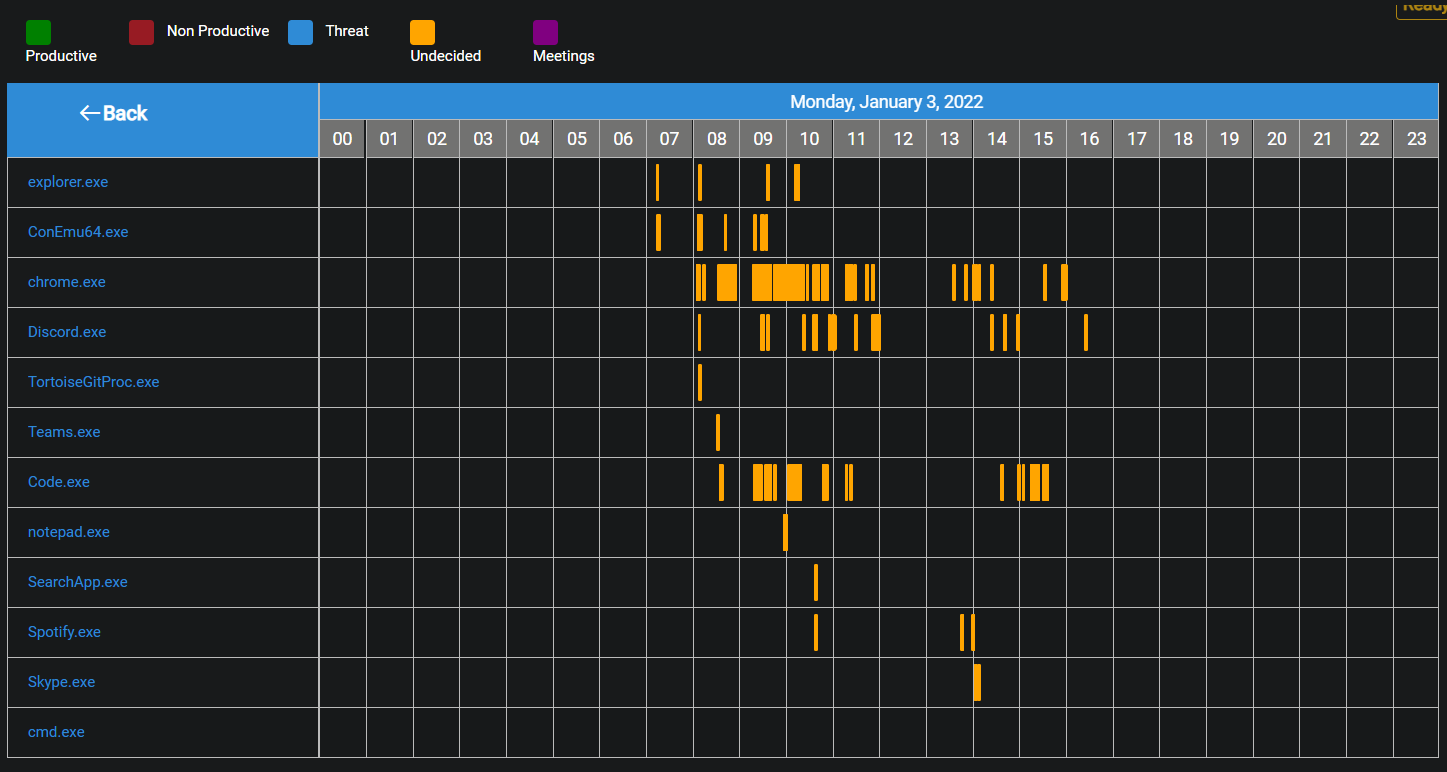 Ready
Productive
Non Productive
Threat
Undecided
Meetings
←Back
Monday, January 3, 2022
00 01 02 03 04 05 06 07 08 09 10 11 12 13 14 15 16 17 18 19 20 21 22 23
explorer.exe
ConEmu64.exe
chrome.exe
Discord.exe
TortoiseGitProc.exe
Teams.exe
Code.exe
notepad.exe
SearchApp.exe
Spotify.exe
Skype.exe
cmd.exe